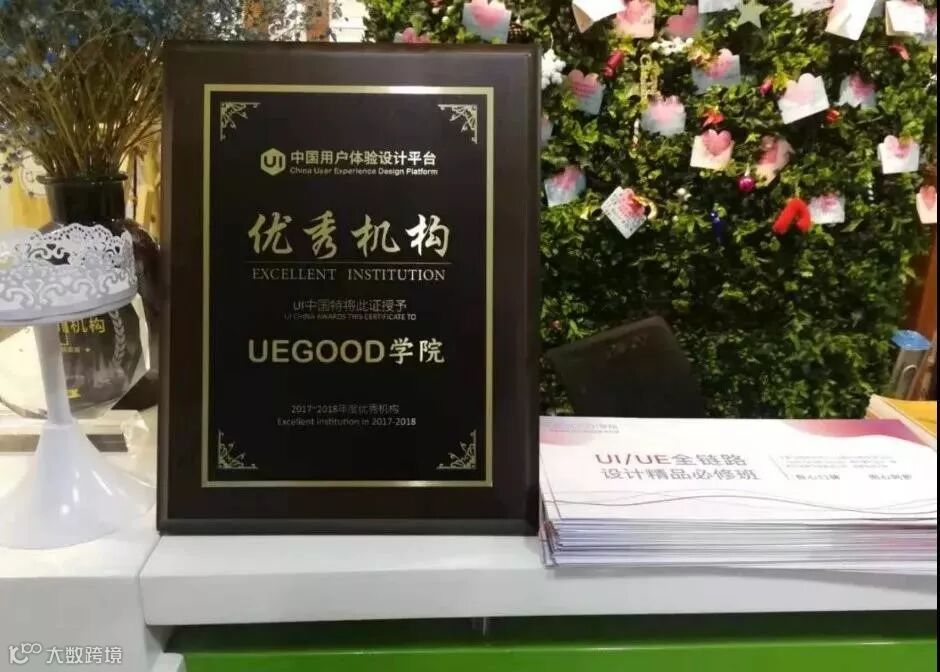 UI 中国用户体验设计平台
China User Experience Design Platform
优秀机构
EXCELLENT INSTITUTION
UI中国特将此证授予
UI CHINA AWARDS THIS CERTIFICATE TO
UEGOOD学院
2017~2018年度优秀机构
Excellent institution in 2017-2018
机构
UI/UE全链路
设计精品必修班
大数跨境